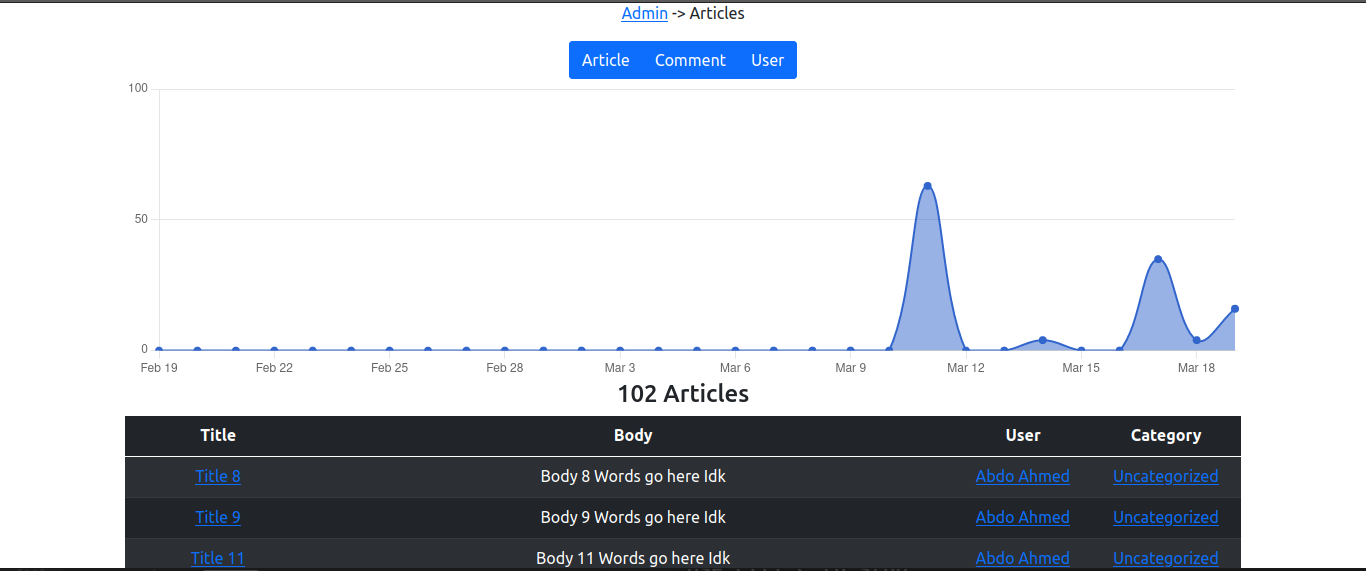 Admin -> Articles
Article Comment User
100
50
0
Feb 19 Feb 22 Feb 25 Feb 28 Mar 3 Mar 6 Mar 9 Mar 12 Mar 15 Mar 18
102 Articles
Title Body User Category
Title 8 Body 8 Words go here Idk Abdo Ahmed Uncategorized
Title 9 Body 9 Words go here Idk Abdo Ahmed Uncategorized
Title 11 Body 11 Words go here Idk Abdo Ahmed Uncategorized